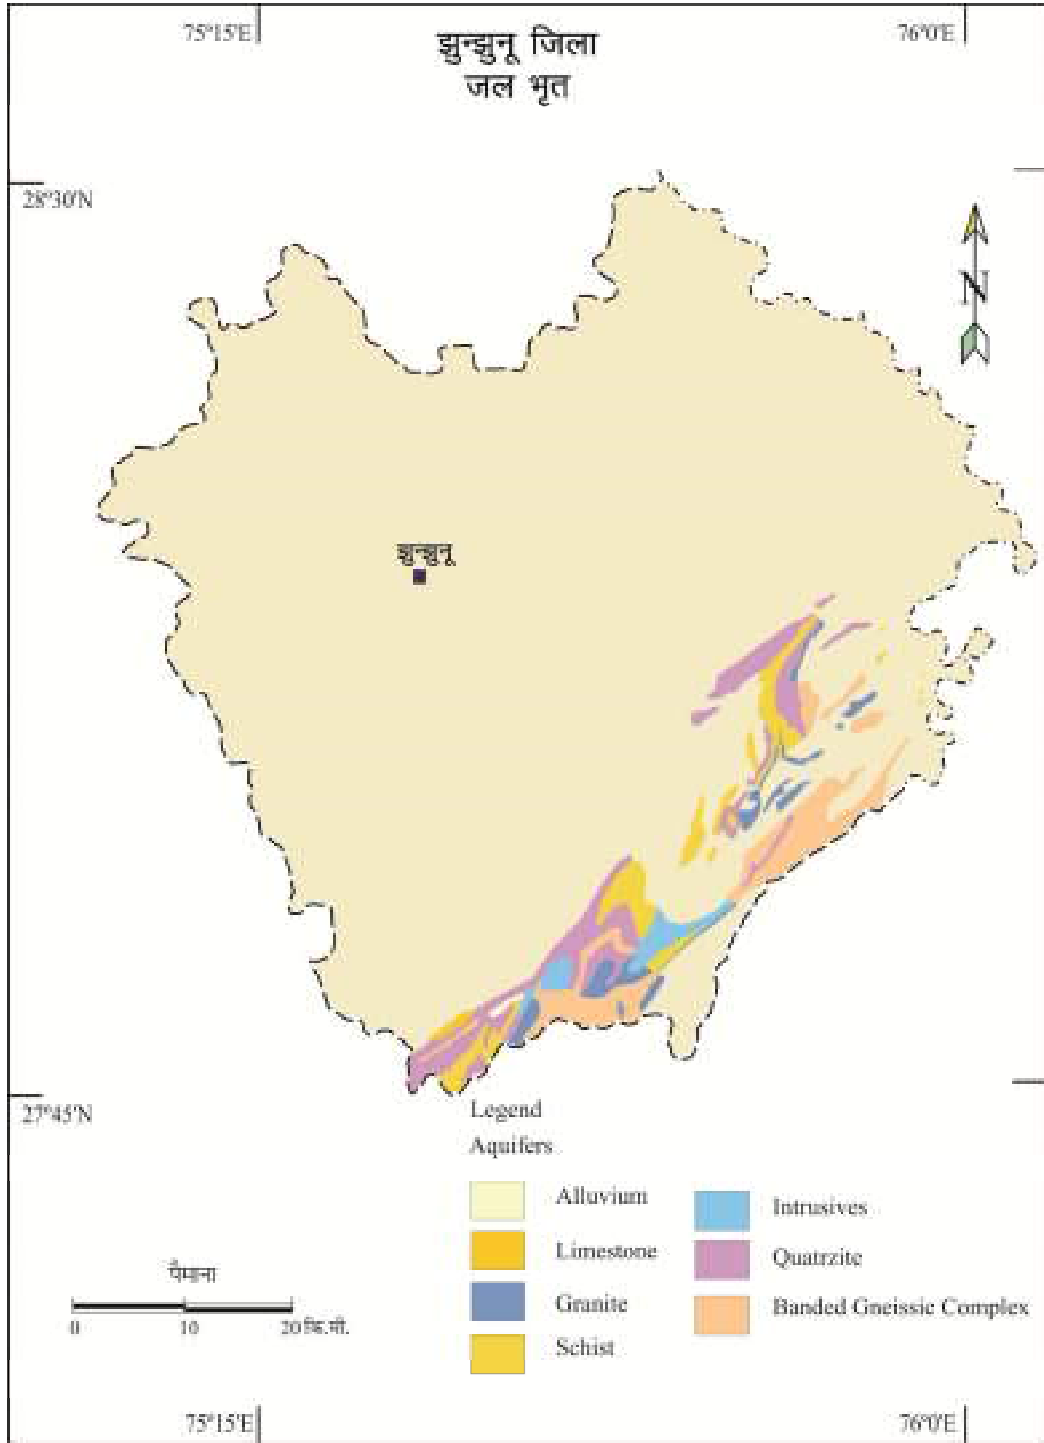 75°15'E
76°0'E
झुन्झुनू जिला
जल भृत
28°30'N
N
झुन्झुनू
27°45'N
Legend
Aquifers
Alluvium
Limestone
Granite
Schist
Intrusives
Quatrzite
Banded Gneissic Complex
पैमाना
0 10 20 कि.मी.
75°15'E
76°0'E